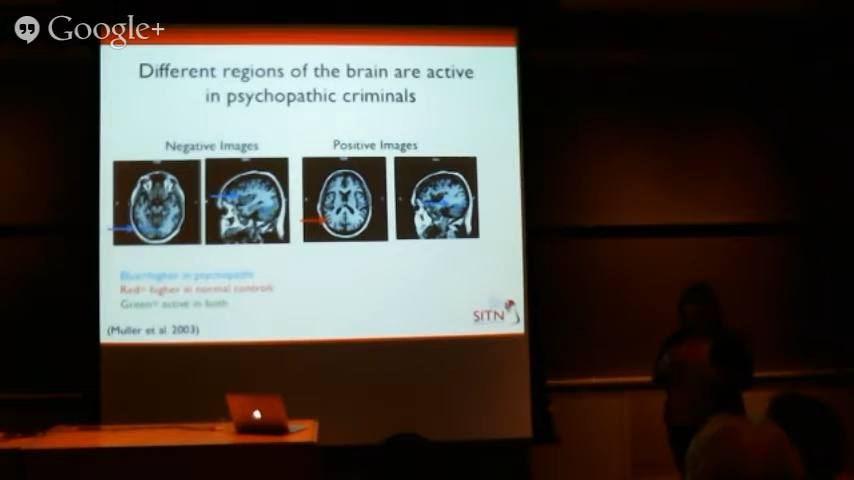 Google+
Different regions of the brain are active
in psychopathic criminals
Negative Images
Positive Images
Blue=higher in psychopaths
Red= higher in normal controls
Green= active in both
(Muller et al. 2003)
SITN